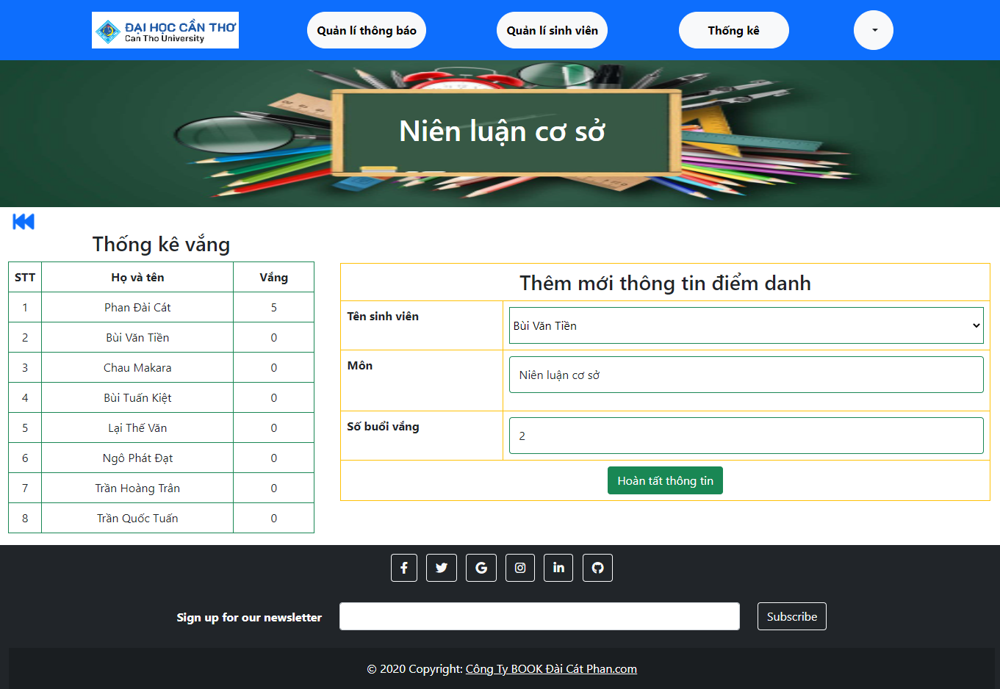 ĐẠI HỌC CẦN THƠ
Can Tho University
Quản lí thông báo
Quản lí sinh viên
Thống kê
Niên luận cơ sở
Thống kê vắng
STT Họ và tên Vắng
1 Phan Đài Cát 5
2 Bùi Văn Tiền 0
3 Chau Makara 0
4 Bùi Tuấn Kiệt 0
5 Lại Thế Văn 0
6 Ngô Phát Đạt 0
7 Trần Hoàng Trân 0
8 Trần Quốc Tuấn 0
Thêm mới thông tin điểm danh
Tên sinh viên Bùi Văn Tiền
Môn Niên luận cơ sở
Số buổi vắng 2
Hoàn tất thông tin
Sign up for our newsletter Subscribe
© 2020 Copyright: Công Ty BOOK Đài Cát Phan.com